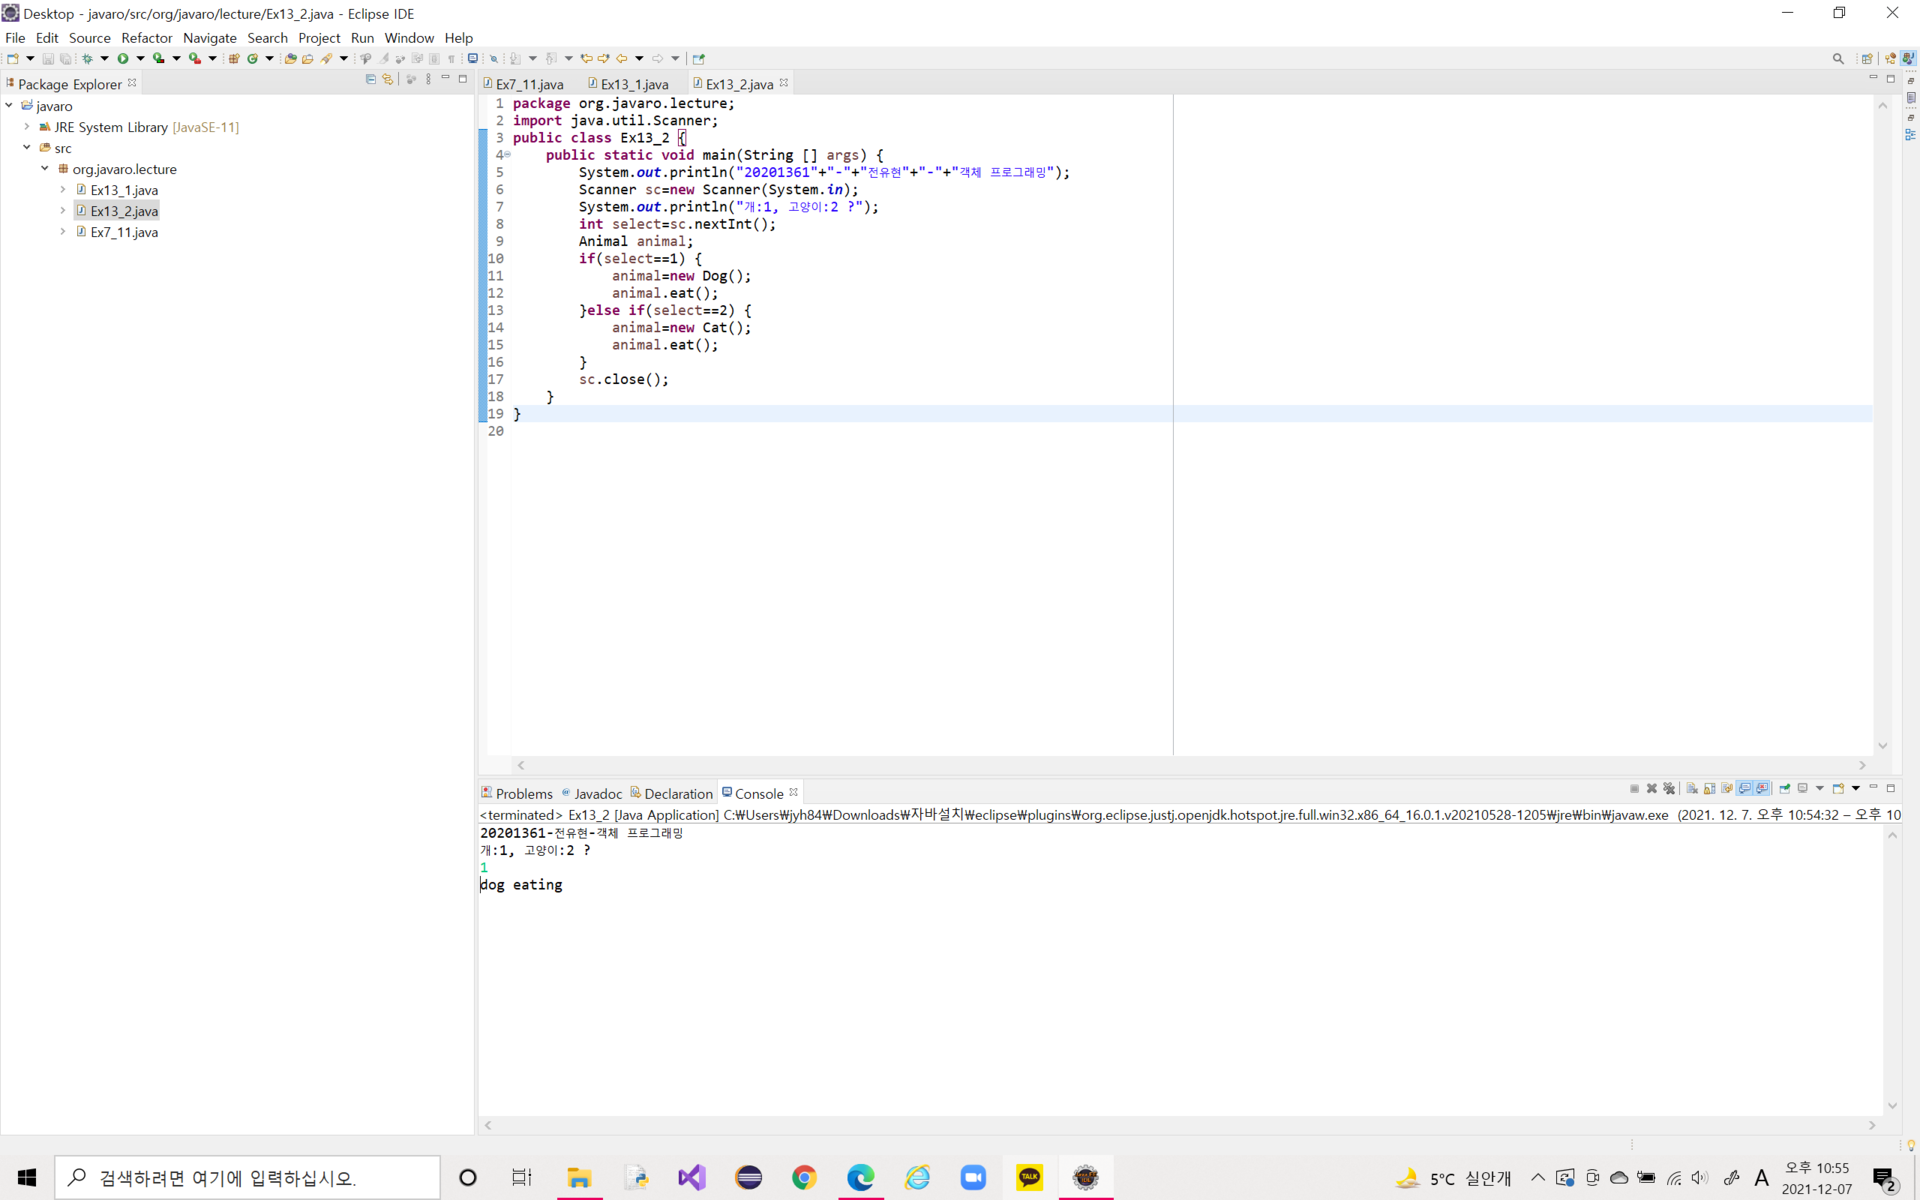 Desktop - javaro/src/org/javaro/lecture/Ex13_2.java - Eclipse IDE
File Edit Source Refactor Navigate Search Project Run Window Help
Package Explorer
javaro
JRE System Library [JavaSE-11]
src
org.javaro.lecture
Ex13_1.java
Ex13_2.java
Ex7_11.java
Ex7_11.java Ex13_1.java Ex13_2.java
1 package org.javaro.lecture;
2 import java.util.Scanner;
3 public class Ex13_2 {
4 public static void main(String [] args) {
5 System.out.println("20201361"+"-"+"전유현"+"-"+"객체 프로그래밍");
6 Scanner sc=new Scanner(System.in);
7 System.out.println("개:1, 고양이:2 ?");
8 int select=sc.nextInt();
9 Animal animal;
10 if(select==1) {
11 animal=new Dog();
12 animal.eat();
13 }else if(select==2) {
14 animal=new Cat();
15 animal.eat();
16 }
17 sc.close();
18 }
19 }
20
Problems Javadoc Declaration Console
<terminated> Ex13_2 [Java Application] C:₩Users₩jyh84₩Downloads₩자바설치₩eclipse₩plugins₩org.eclipse.justj.openjdk.hotspot.jre.full.win32.x86_64_16.0.1.v20210528-1205₩jre₩bin₩javaw.exe (2021. 12. 7. 오후 10:54:32 – 오후 10
20201361-전유현-객체 프로그래밍
개:1, 고양이:2 ?
1
dog eating
검색하려면 여기에 입력하십시오.
TALK
5°C 실안개
A
오후 10:55
2021-12-07
2